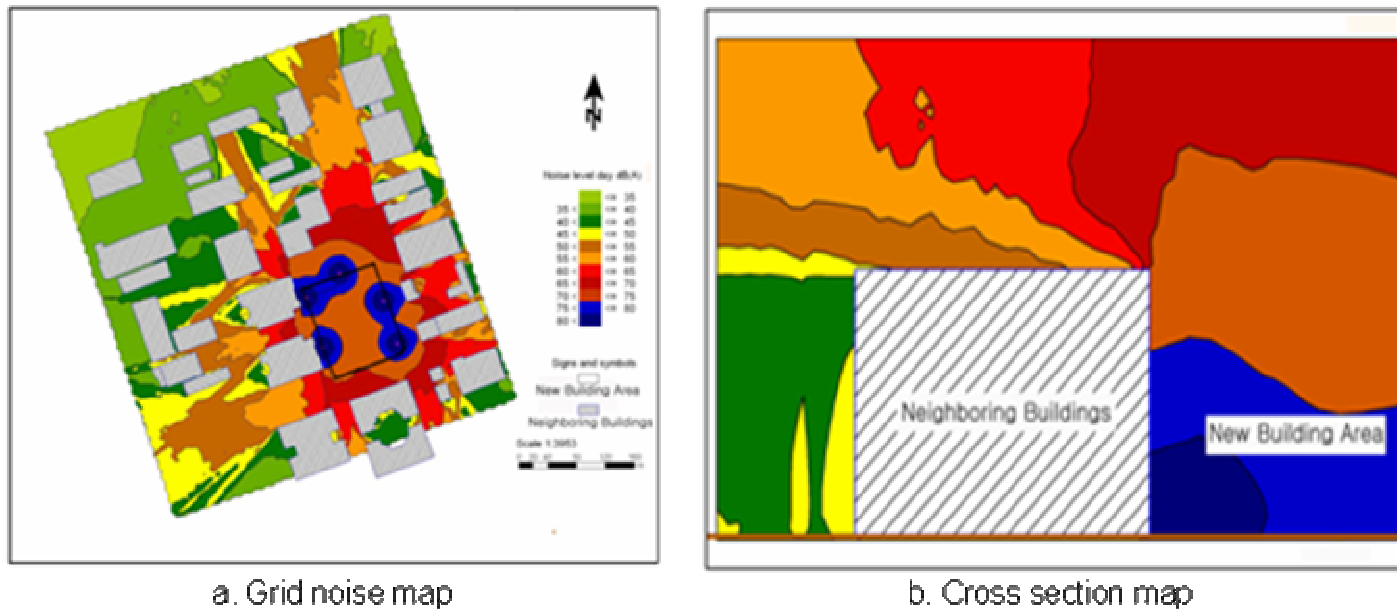 N
Noise level day dB(A)
<= 35
35 < <= 40
40 < <= 45
45 < <= 50
50 < <= 55
55 < <= 60
60 < <= 65
65 < <= 70
70 < <= 75
75 < <= 80
80 <
Signs and symbols
New Building Area
Neighboring Buildings
Scale 1:3953
Neighboring Buildings
New Building Area
a. Grid noise map
b. Cross section map